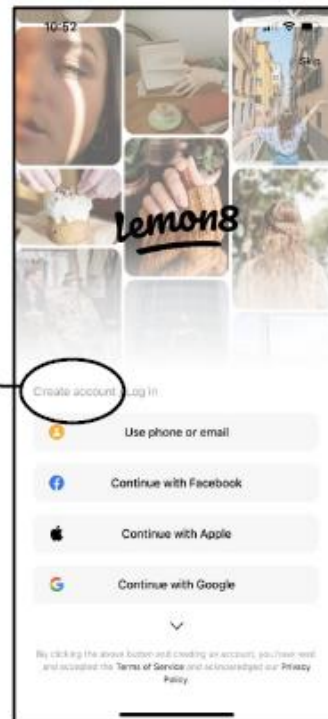 10:52
Skip
lemon8
Create account / Log in
Use phone or email
Continue with Facebook
Continue with Apple
Continue with Google
By clicking the above button and creating an account, you have read
and accepted the Terms of Service and acknowledged our Privacy
Policy